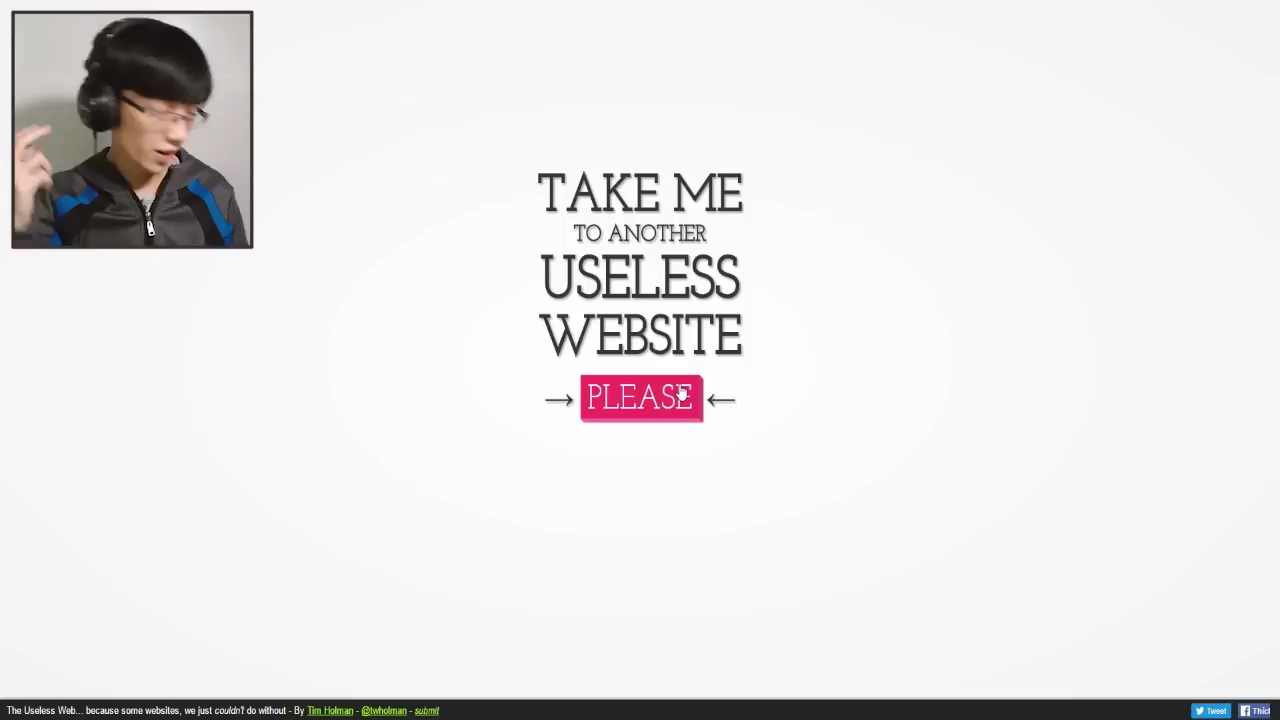 TAKE ME
TO ANOTHER
USELESS
WEBSITE
→ PLEASE ←
The Useless Web... because some websites, we just couldn't do without - By Tim Holman - @twholman - submit
Tweet